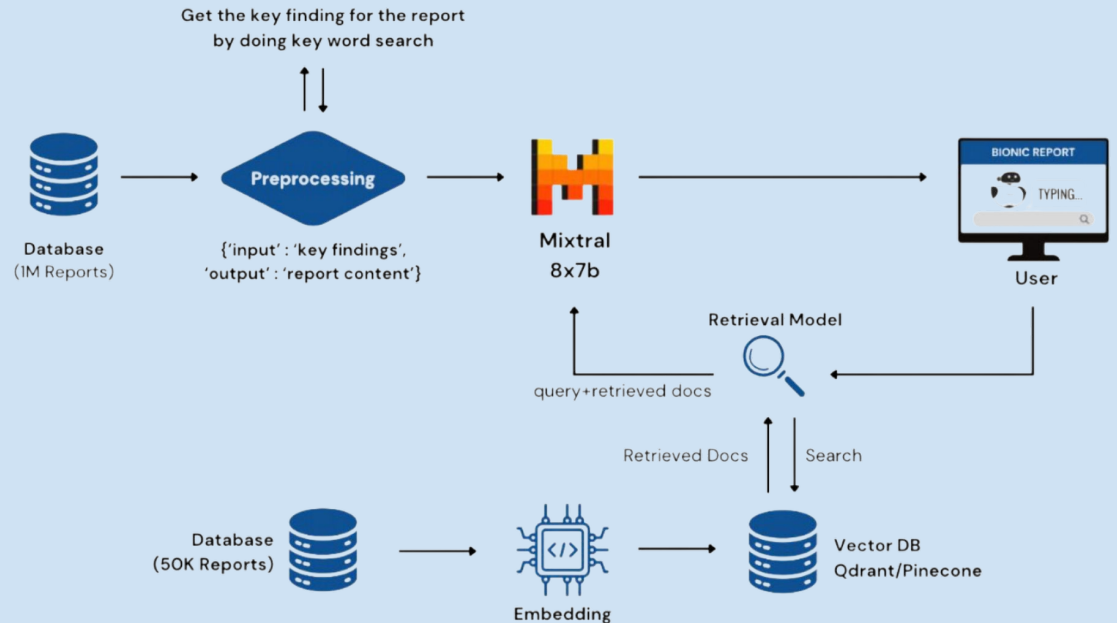 Get the key finding for the report
by doing key word search
Preprocessing
Database
(1M Reports)
{'input' : 'key findings',
'output' : 'report content'}
Mixtral
8x7b
BIONIC REPORT
TYPING...
User
Retrieval Model
query+retrieved docs
Retrieved Docs
Search
Database
(50K Reports)
</>
Embedding
Vector DB
Qdrant/Pinecone